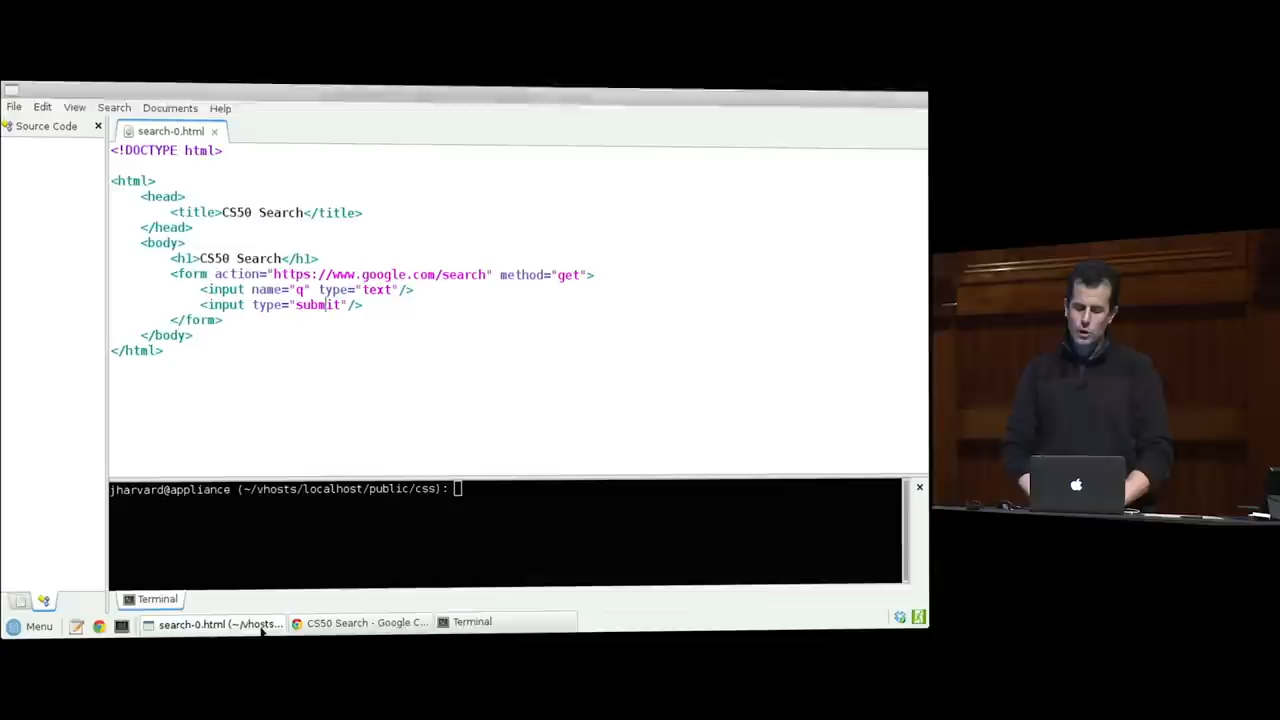 File Edit View Search Documents Help
Source Code
search-0.html
<!DOCTYPE html>
<html>
<head>
<title>CS50 Search</title>
</head>
<body>
<h1>CS50 Search</h1>
<form action="https://www.google.com/search" method="get">
<input name="q" type="text"/>
<input type="submit"/>
</form>
</body>
</html>
jharvard@appliance (~/vhosts/localhost/public/css):
Terminal
Menu search-0.html (~/vhosts... CS50 Search - Google C... Terminal